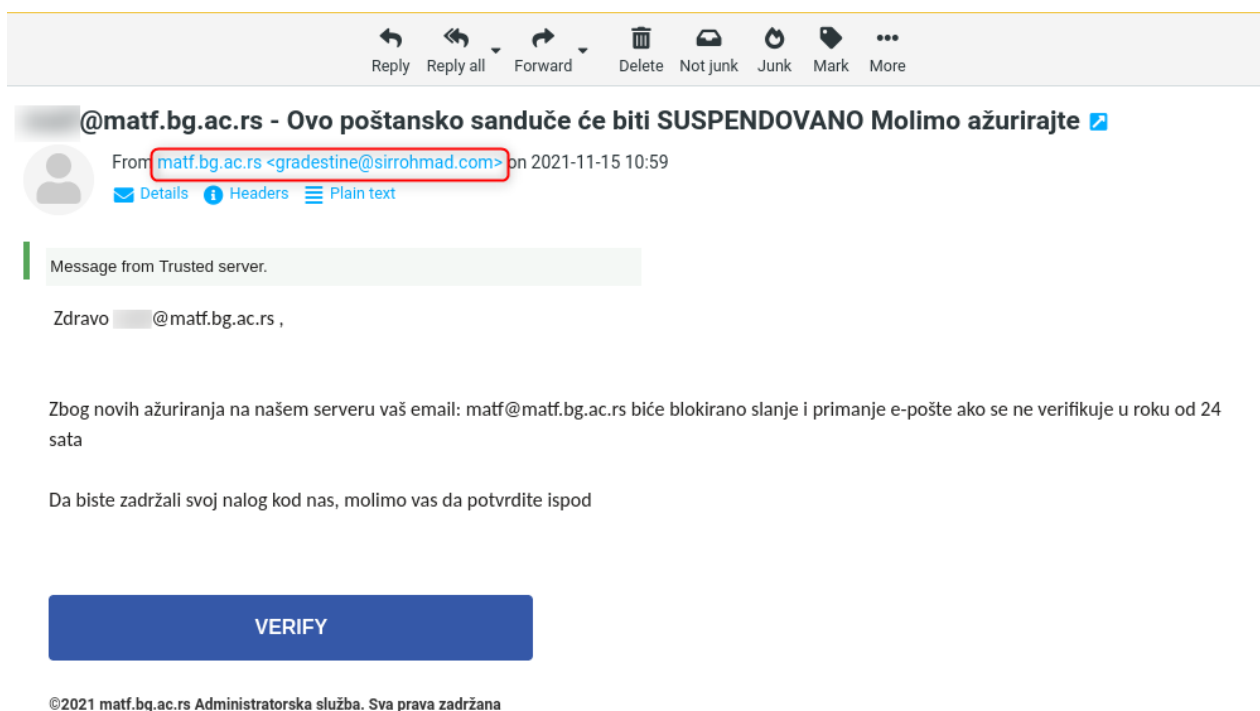 Reply Reply all Forward Delete Not junk Junk Mark More
@matf.bg.ac.rs - Ovo poštansko sanduče će biti SUSPENDOVANO Molimo ažurirajte
From matf.bg.ac.rs <gradestine@sirrohmad.com> on 2021-11-15 10:59
Details Headers Plain text
Message from Trusted server.
Zdravo @matf.bg.ac.rs ,
Zbog novih ažuriranja na našem serveru vaš email: matf@matf.bg.ac.rs biće blokirano slanje i primanje e-pošte ako se ne verifikuje u roku od 24
sata
Da biste zadržali svoj nalog kod nas, molimo vas da potvrdite ispod
VERIFY
©2021 matf.bg.ac.rs Administratorska služba. Sva prava zadržana